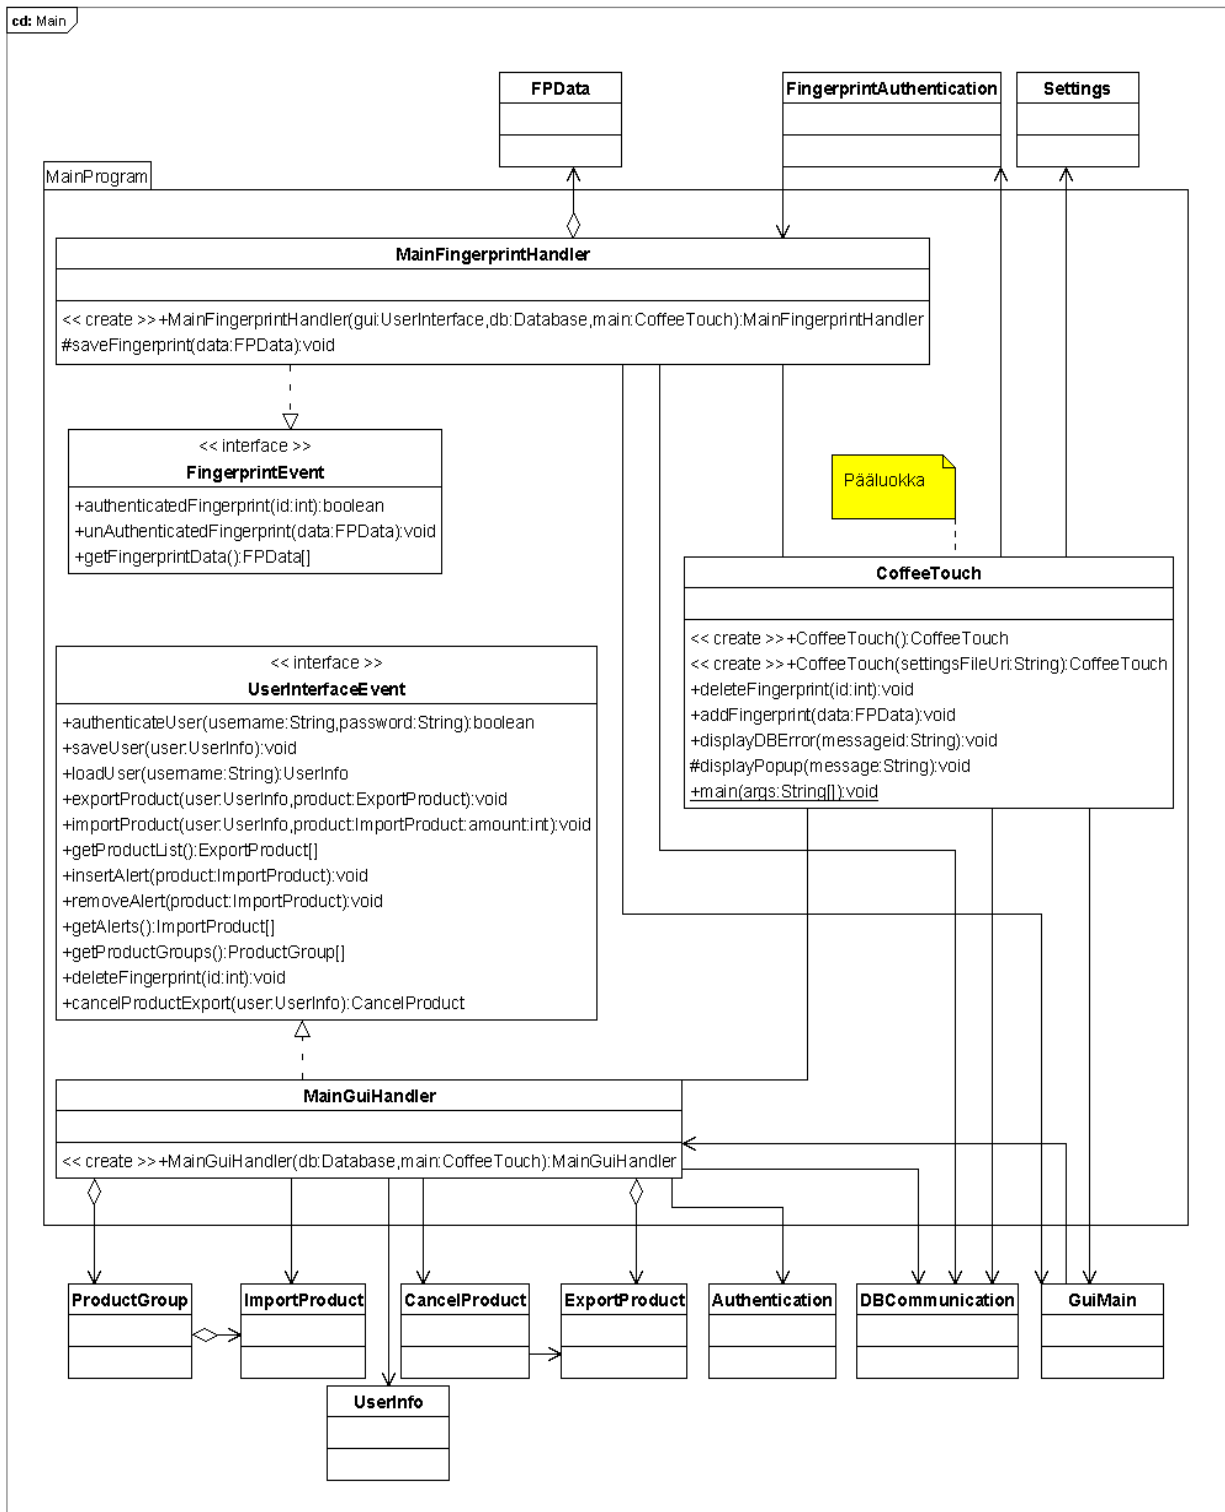 cd: Main
FPData
FingerprintAuthentication
Settings
MainProgram
MainFingerprintHandler
<< create >>+MainFingerprintHandler(gui:UserInterface,db:Database,main:CoffeeTouch):MainFingerprintHandler
#saveFingerprint(data:FPData):void
<< interface >>
FingerprintEvent
+authenticatedFingerprint(id:int):boolean
+unAuthenticatedFingerprint(data:FPData):void
+getFingerprintData():FPData[]
Pääluokka
CoffeeTouch
<< create >>+CoffeeTouch():CoffeeTouch
<< create >>+CoffeeTouch(settingsFileUri:String):CoffeeTouch
+deleteFingerprint(id:int):void
+addFingerprint(data:FPData):void
+displayDBError(messageid:String):void
#displayPopup(message:String):void
+main(args:String[]):void
<< interface >>
UserInterfaceEvent
+authenticateUser(username:String,password:String):boolean
+saveUser(user:UserInfo):void
+loadUser(username:String):UserInfo
+exportProduct(user:UserInfo,product:ExportProduct):void
+importProduct(user:UserInfo,product:ImportProduct:amount:int):void
+getProductList():ExportProduct[]
+insertAlert(product:ImportProduct):void
+removeAlert(product:ImportProduct):void
+getAlerts():ImportProduct[]
+getProductGroups():ProductGroup[]
+deleteFingerprint(id:int):void
+cancelProductExport(user:UserInfo):CancelProduct
MainGuiHandler
<< create >>+MainGuiHandler(db:Database,main:CoffeeTouch):MainGuiHandler
ProductGroup
ImportProduct
CancelProduct
ExportProduct
Authentication
DBCommunication
GuiMain
UserInfo